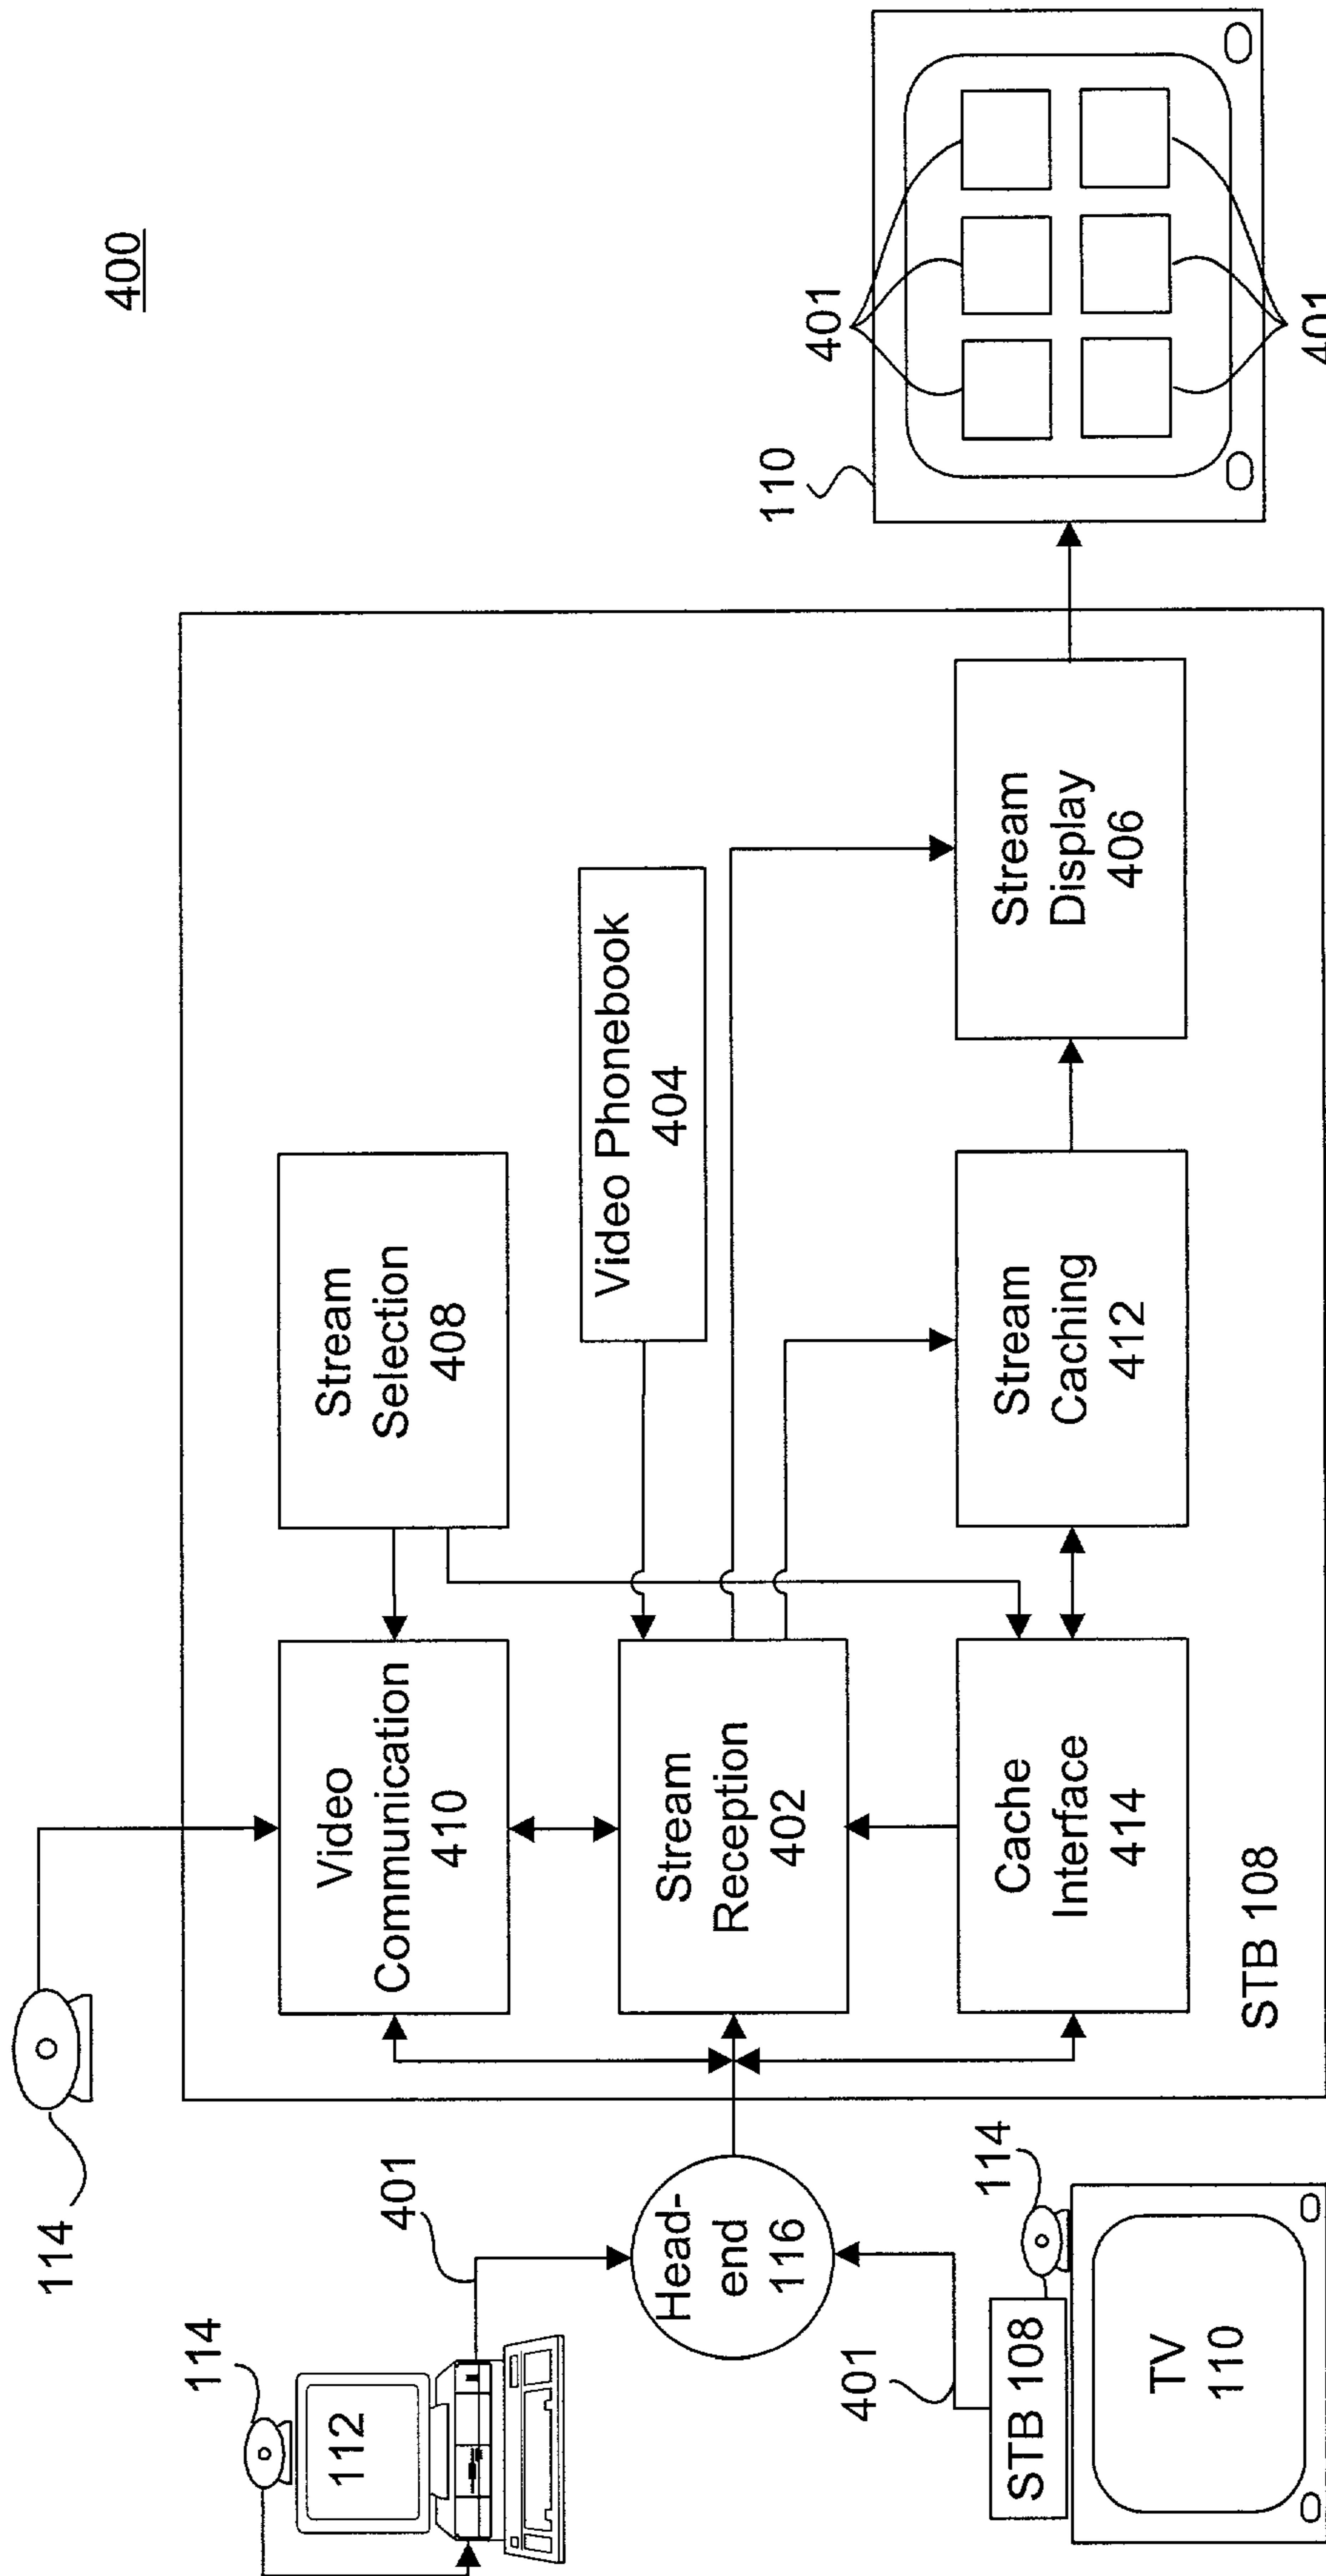 400
114
114
112
401
Head-
end
116
401
114
STB 108
TV
110
Video
Communication
410
Stream
Selection
408
Stream
Reception
402
Video Phonebook
404
Cache
Interface
414
Stream
Caching
412
Stream
Display
406
STB 108
110
401
401